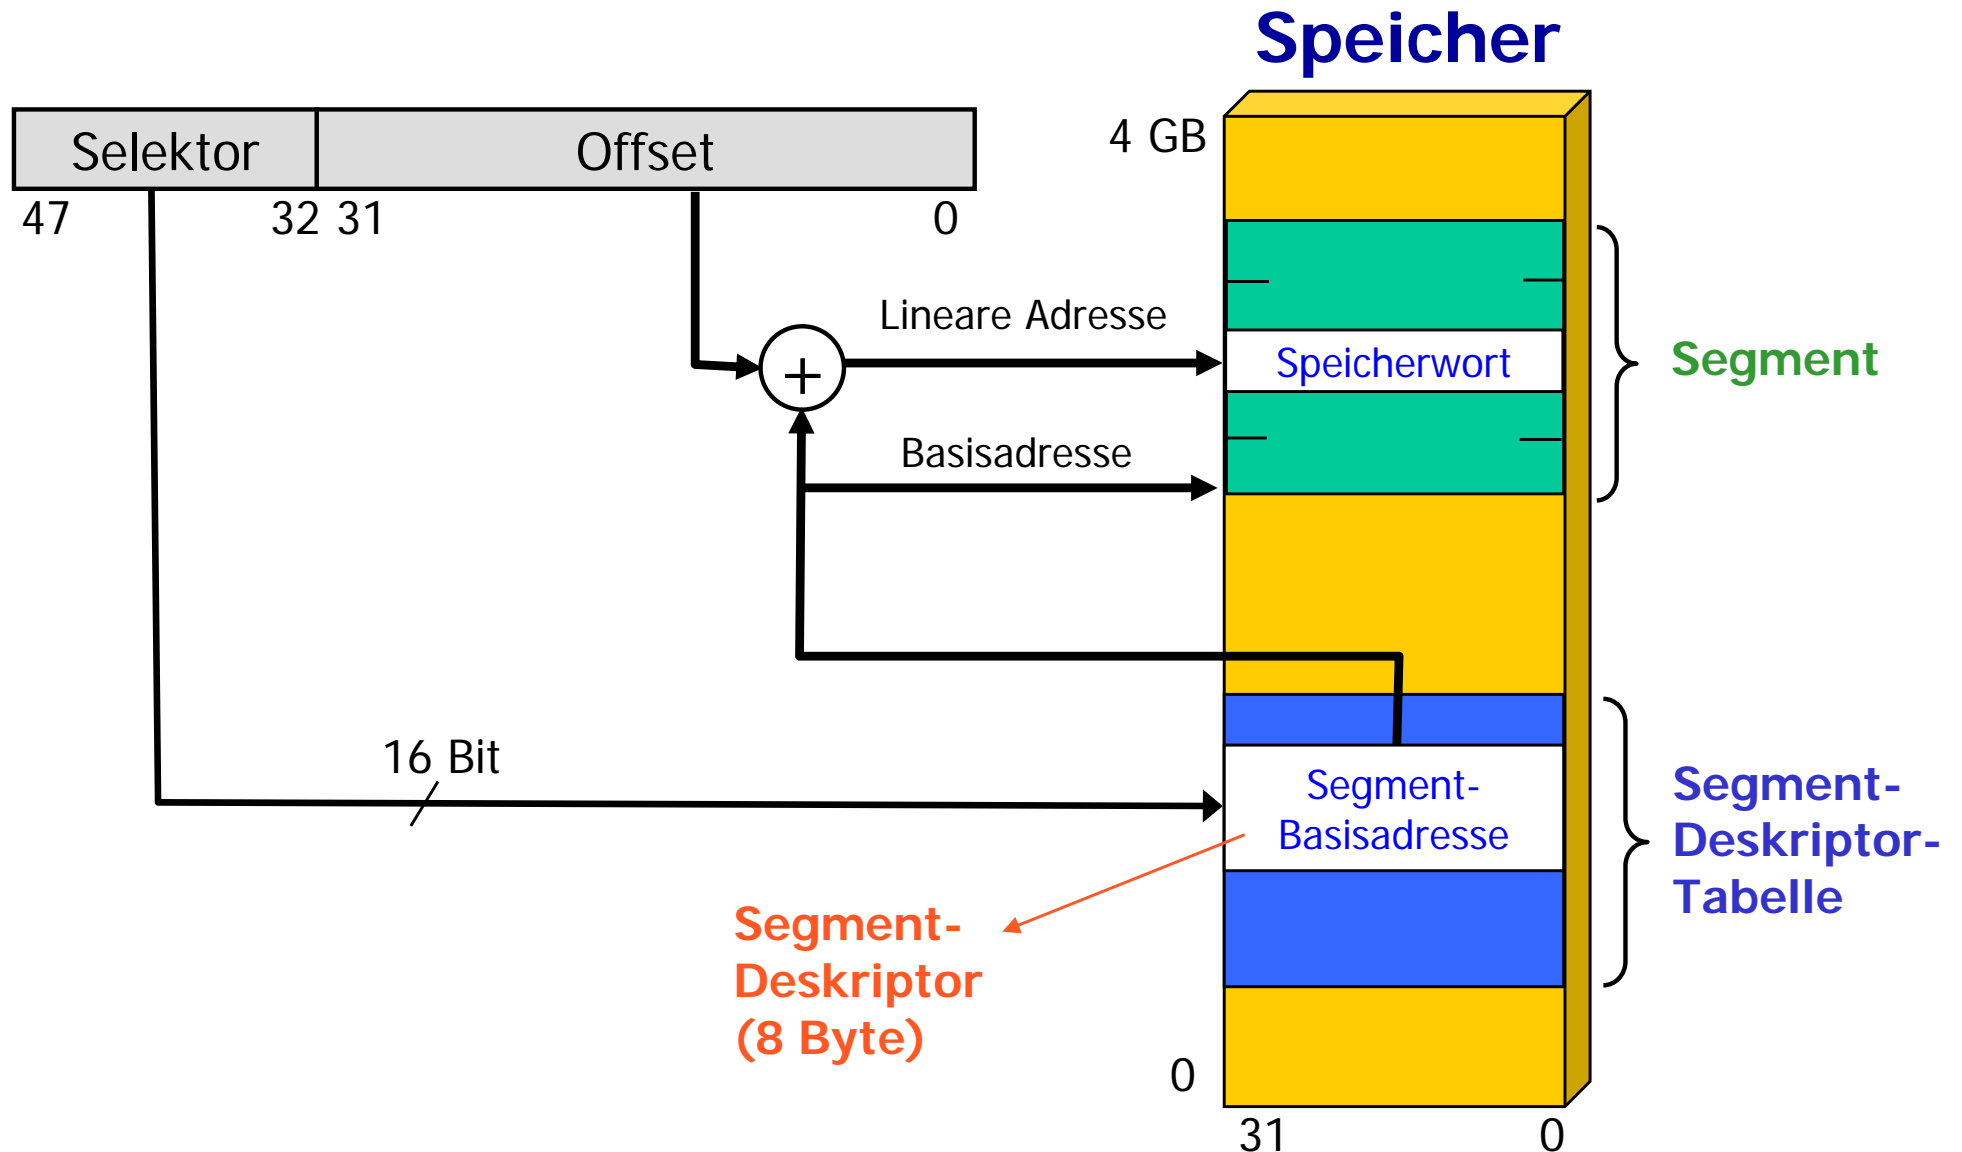 Speicher
Selektor Offset
47 32 31 0
4 GB
Lineare Adresse
+
Speicherwort
Segment
Basisadresse
16 Bit
Segment-
Basisadresse
Segment-
Deskriptor-
Tabelle
Segment-
Deskriptor
(8 Byte)
0
31 0